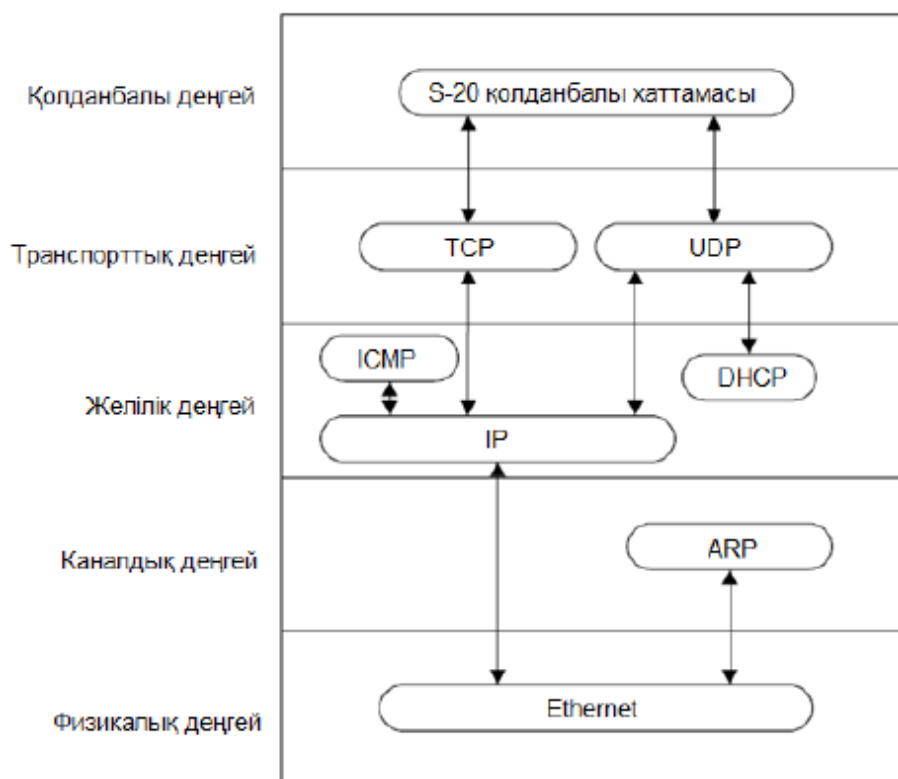 Қолданбалы деңгей
S-20 қолданбалы хаттамасы
Транспорттық деңгей
TCP
UDP
ICMP
DHCP
Желілік деңгей
IP
Каналдық деңгей
ARP
Физикалық деңгей
Ethernet